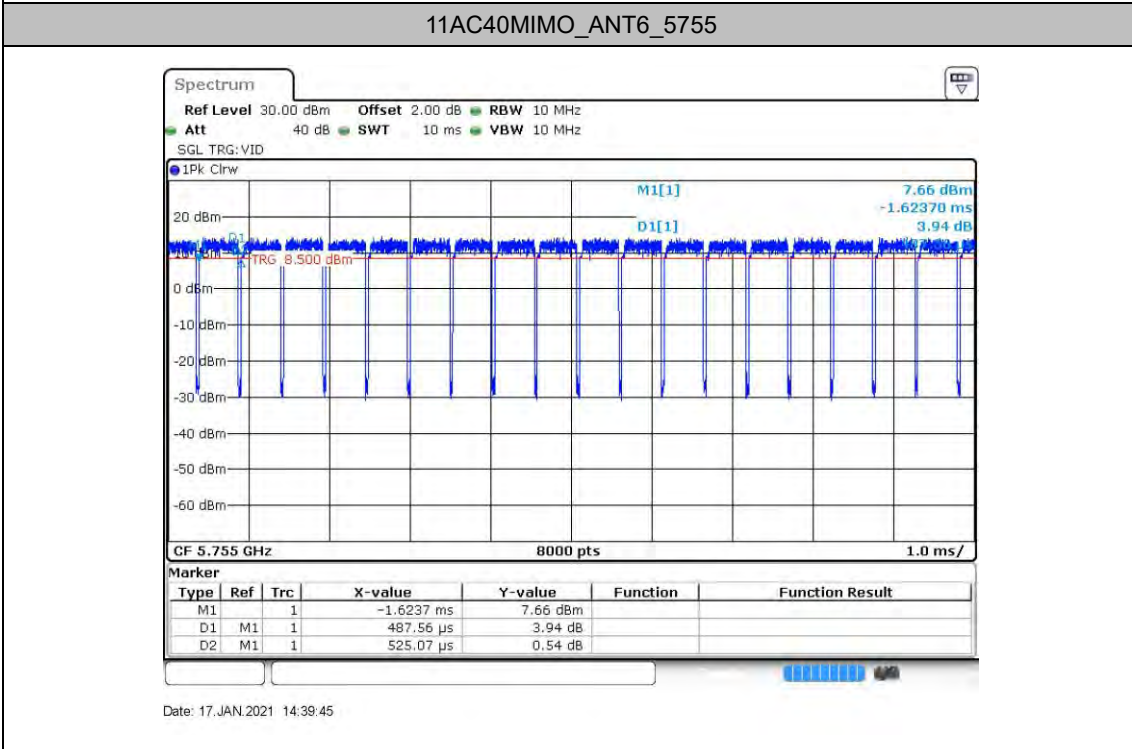 11AC40MIMO_ANT6_5755
Spectrum
Ref Level 30.00 dBm Offset 2.00 dB RBW 10 MHz
Att 40 dB SWT 10 ms VBW 10 MHz
SGL TRG:VID
1Pk Clrw
M1[1] 7.66 dBm
-1.62370 ms
20 dBm D1[1] 3.94 dB
D1
TRG 8.500 dBm
0 dBm
-10 dBm
-20 dBm
-30 dBm
-40 dBm
-50 dBm
-60 dBm
CF 5.755 GHz 8000 pts 1.0 ms/
Marker
Type Ref Trc X-value Y-value Function Function Result
M1 1 -1.6237 ms 7.66 dBm
D1 M1 1 487.56 µs 3.94 dB
D2 M1 1 525.07 µs 0.54 dB
Date: 17.JAN.2021 14:39:45